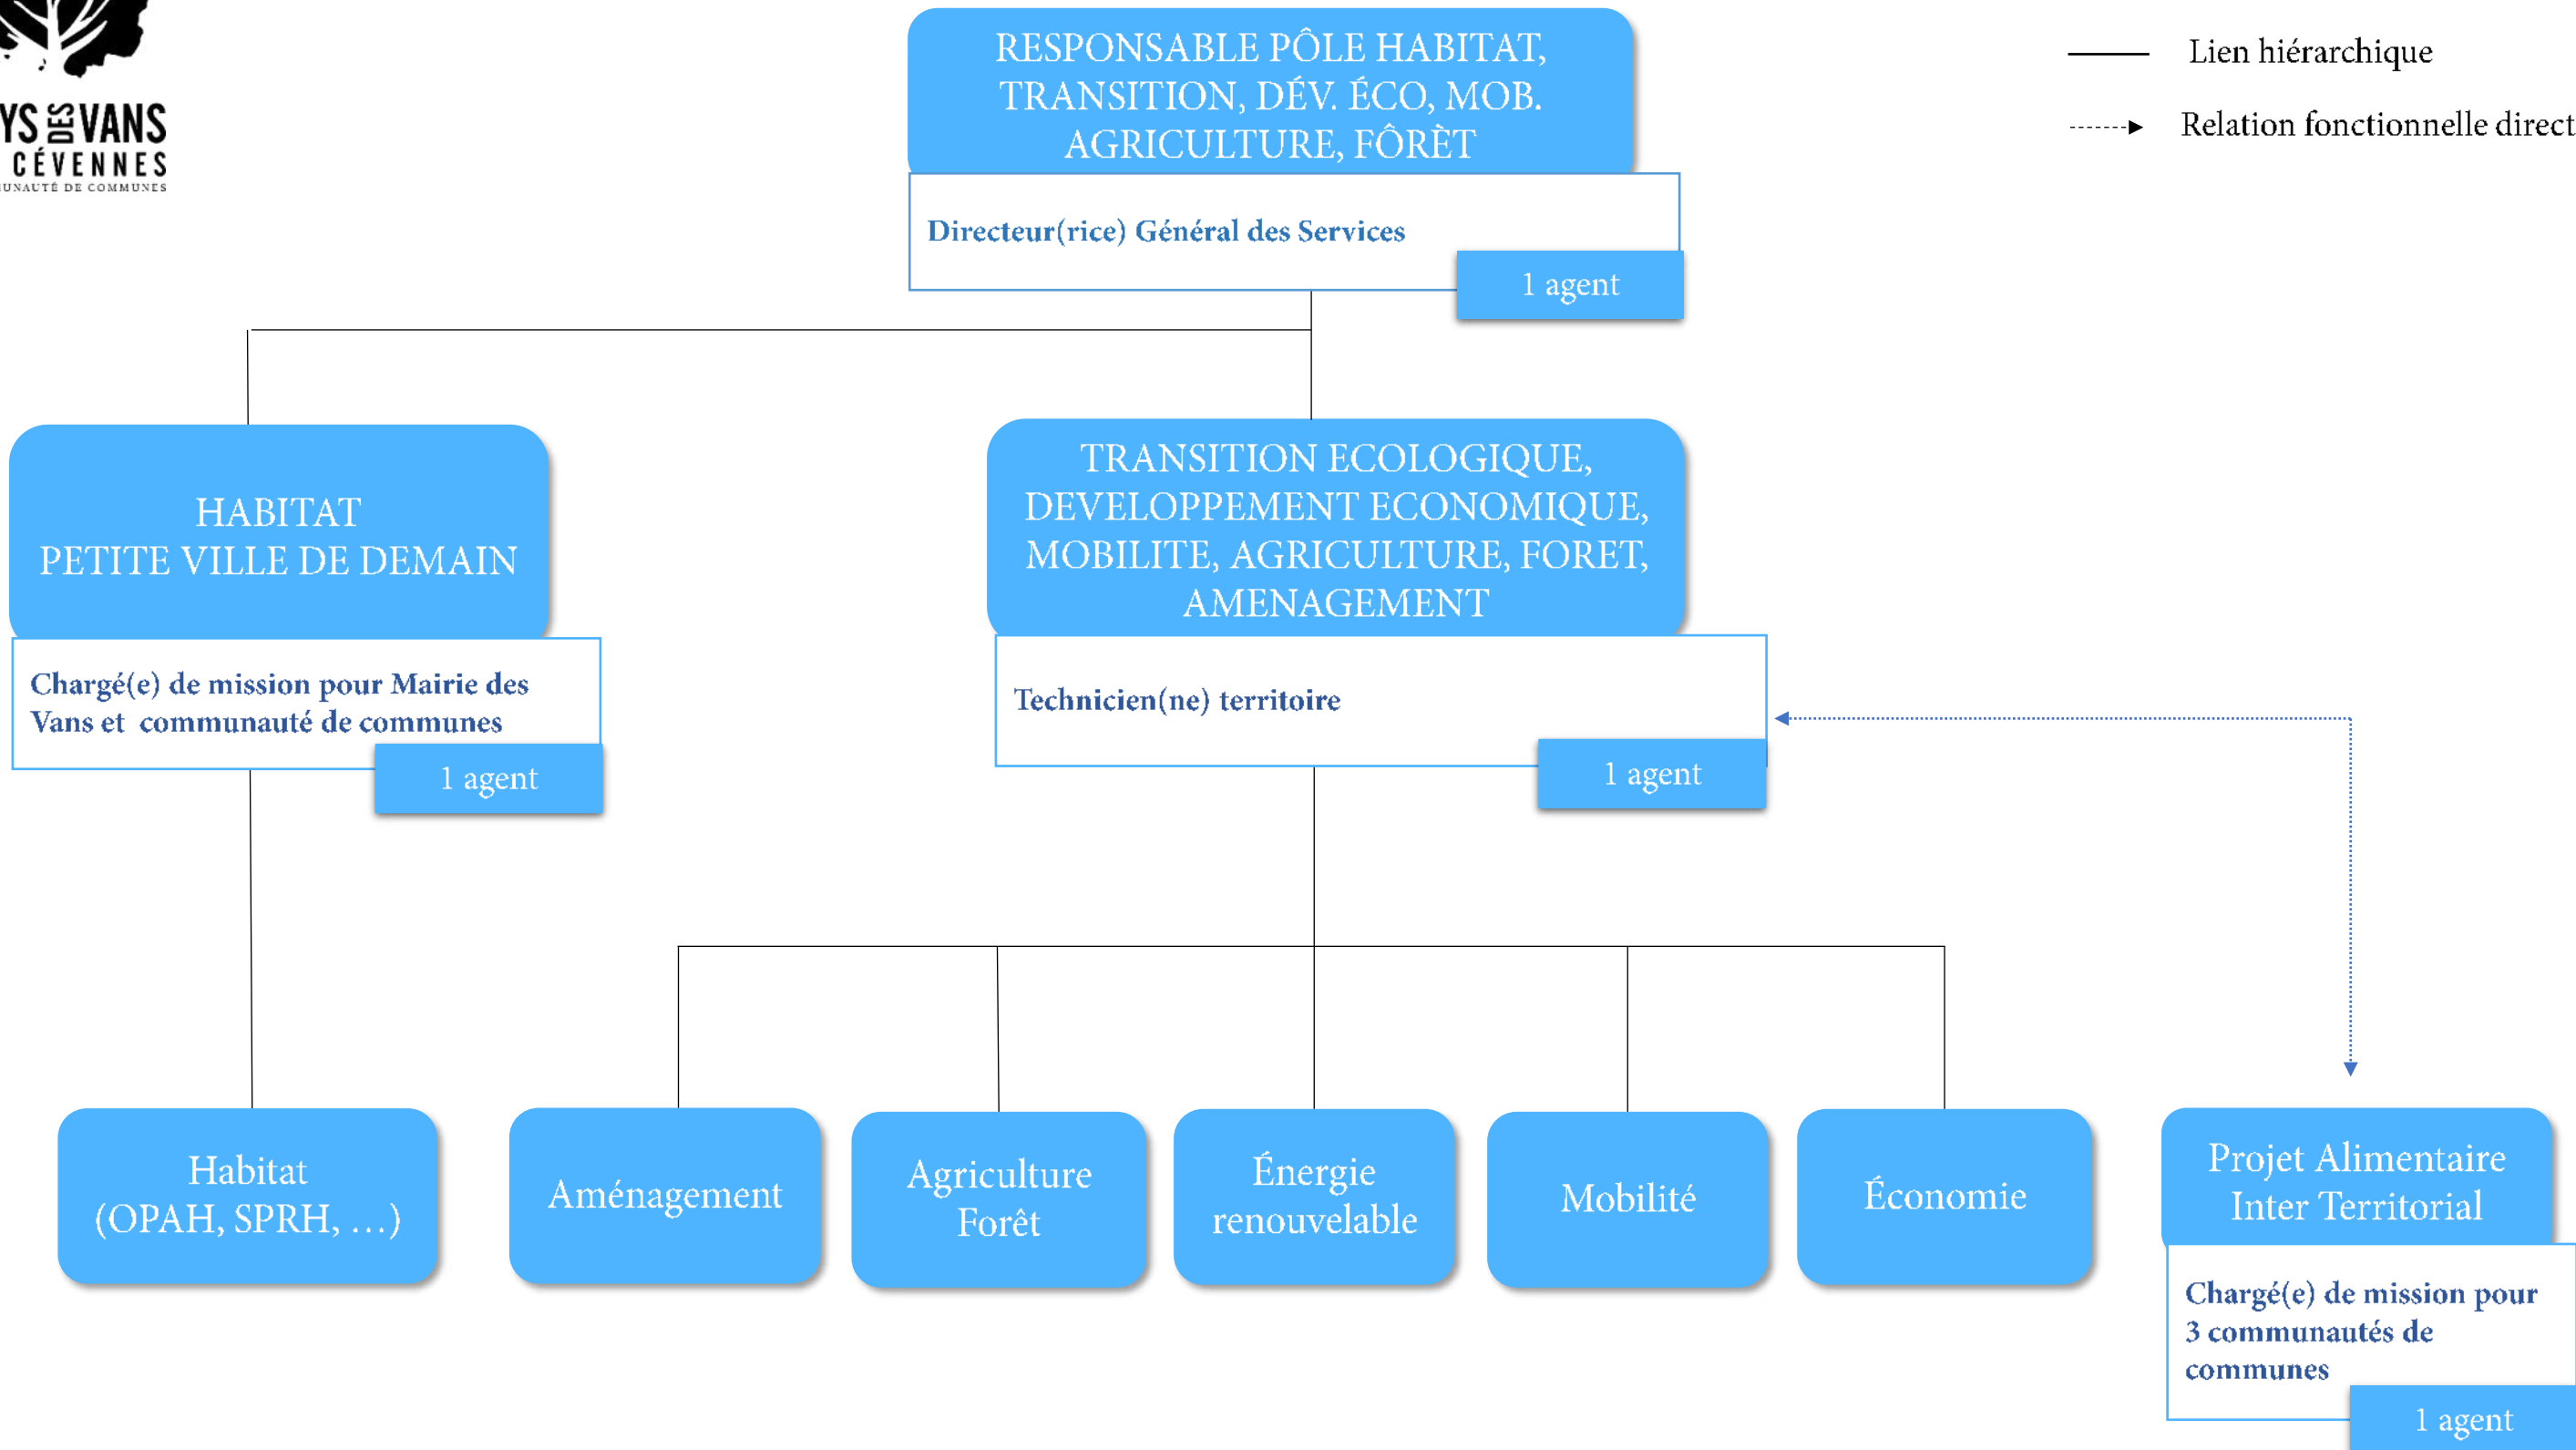 YS DES VANS
CÉVENNES
UNAUTÉ DE COMMUNES
RESPONSABLE PÔLE HABITAT,
TRANSITION, DÉV. ÉCO, MOB.
AGRICULTURE, FÔRÈT
Directeur(rice) Général des Services
1 agent
Lien hiérarchique
Relation fonctionnelle direct
HABITAT
PETITE VILLE DE DEMAIN
Chargé(e) de mission pour Mairie des
Vans et communauté de communes
1 agent
TRANSITION ECOLOGIQUE,
DEVELOPPEMENT ECONOMIQUE,
MOBILITE, AGRICULTURE, FORET,
AMENAGEMENT
Technicien(ne) territoire
1 agent
Habitat
(OPAH, SPRH, …)
Aménagement
Agriculture
Forêt
Énergie
renouvelable
Mobilité
Économie
Projet Alimentaire
Inter Territorial
Chargé(e) de mission pour
3 communautés de
communes
1 agent